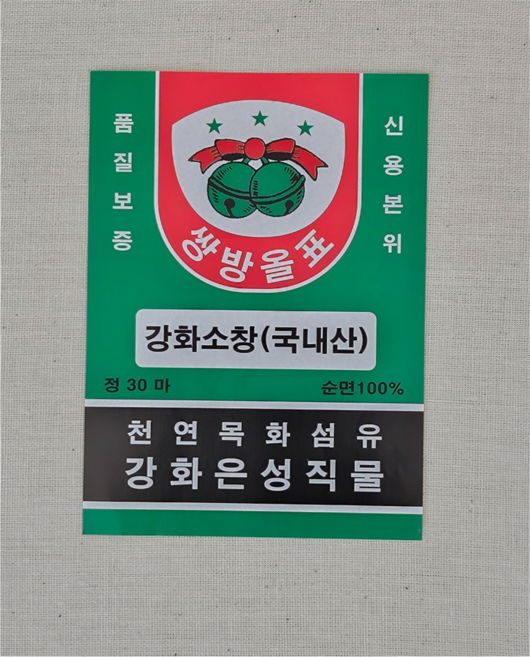 품질보증
신용본위
쌍방울표
강화소창(국내산)
정 30 마
순면100%
천연목화섬유
강화은성직물